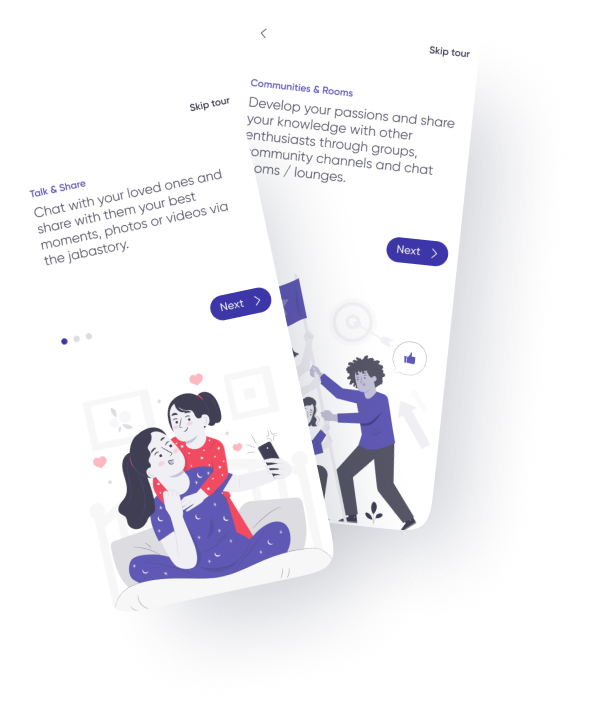 Skip tour
Talk & Share
Chat with your loved ones and
share with them your best
moments, photos or videos via
the jabastory.
Next
Skip tour
Communities & Rooms
Develop your passions and share
your knowledge with other
enthusiasts through groups,
community channels and chat
/ lounges.
Next